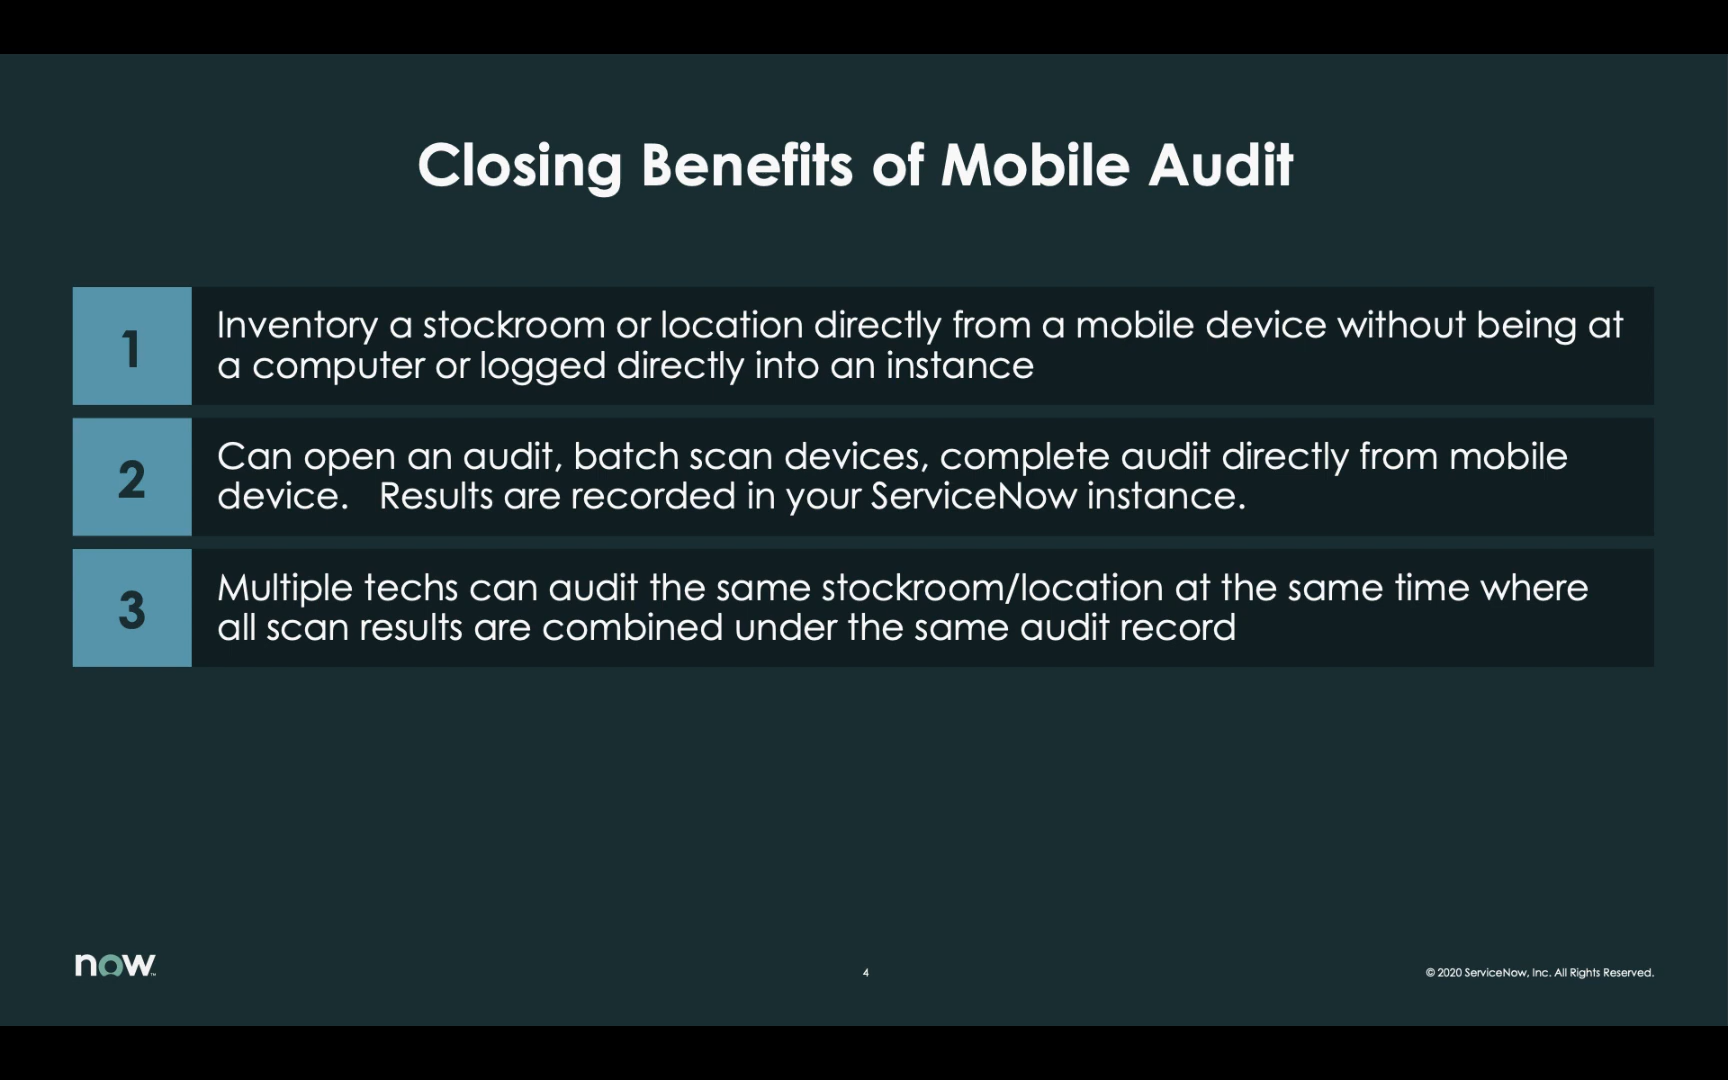 Closing Benefits of Mobile Audit
1
Inventory a stockroom or location directly from a mobile device without being at
a computer or logged directly into an instance
2
Can open an audit, batch scan devices, complete audit directly from mobile
device.   Results are recorded in your ServiceNow instance.
3
Multiple techs can audit the same stockroom/location at the same time where
all scan results are combined under the same audit record
now™
4
© 2020 ServiceNow, Inc. All Rights Reserved.